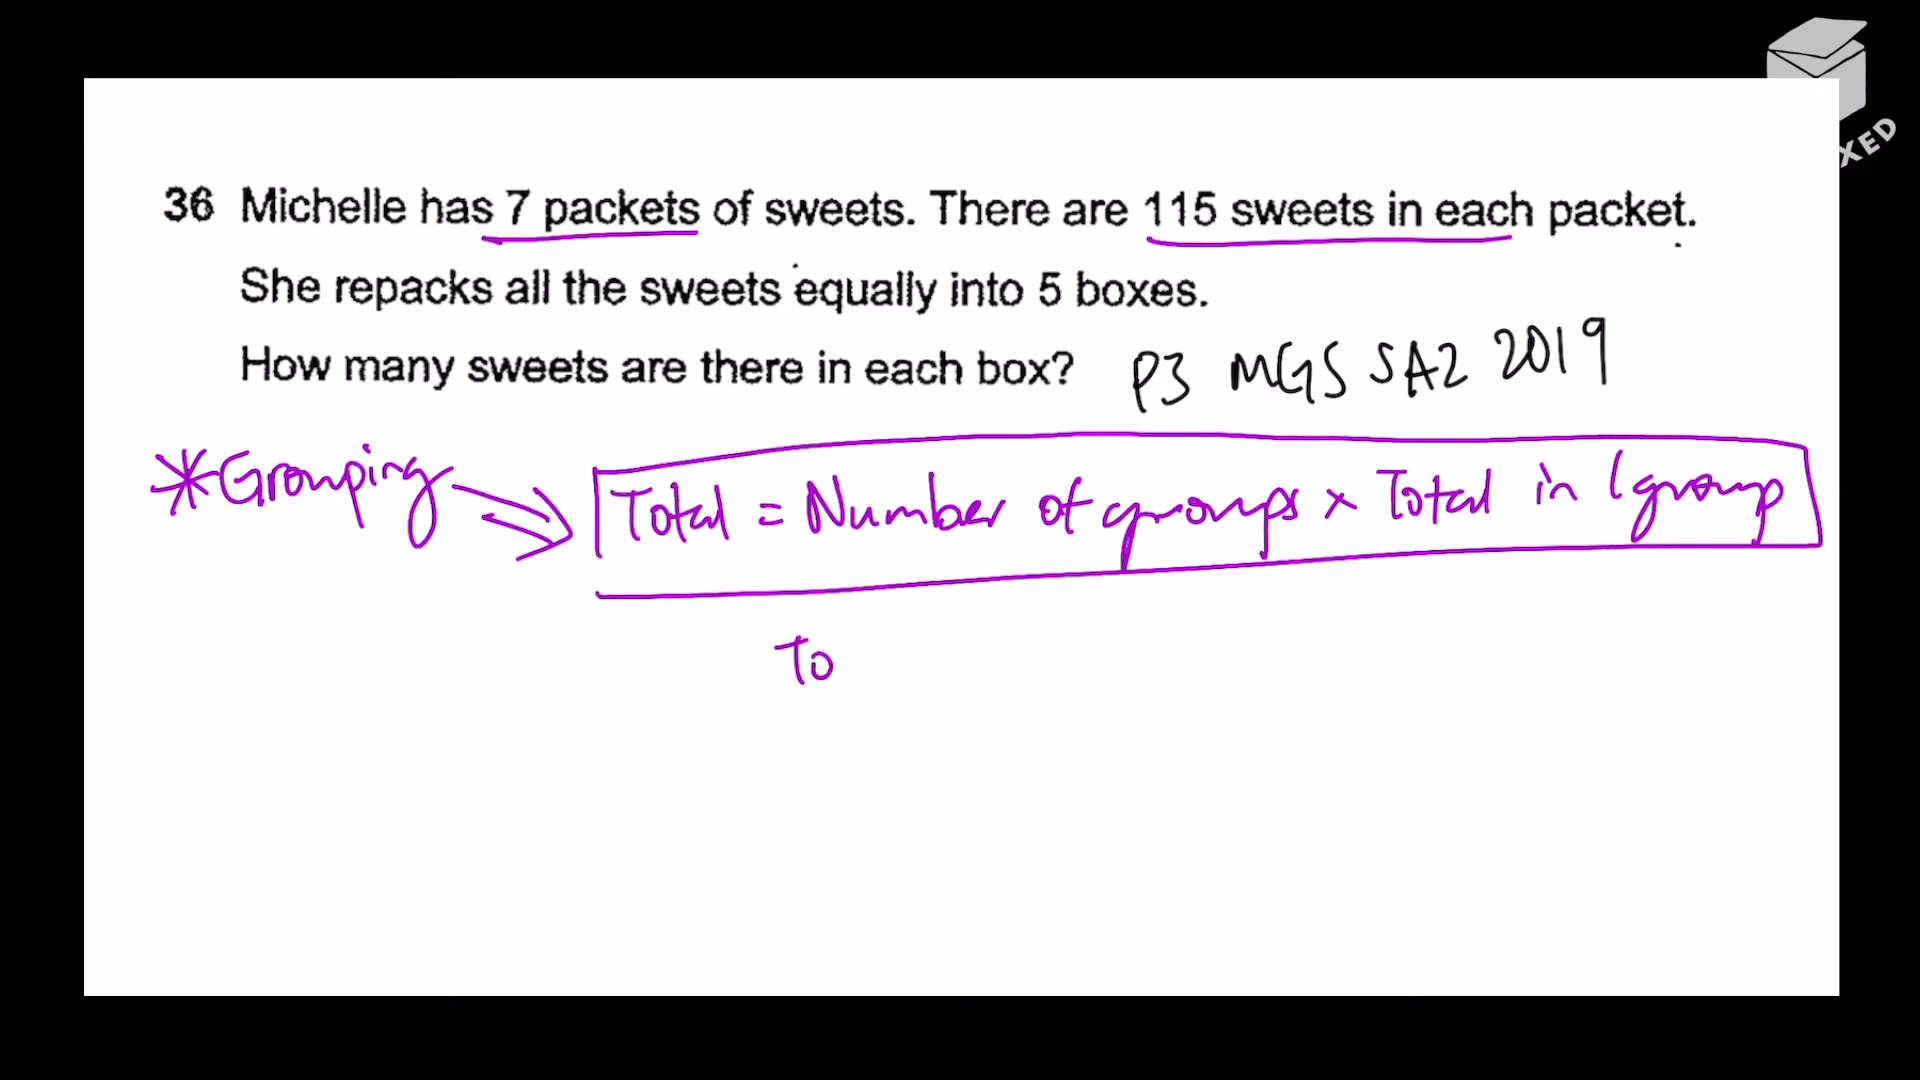 XED
36 Michelle has 7 packets of sweets. There are 115 sweets in each packet.
She repacks all the sweets equally into 5 boxes.
How many sweets are there in each box? P3 MGS SA2 2019
*Grouping Total = Number of groups × Total in 1 group
To